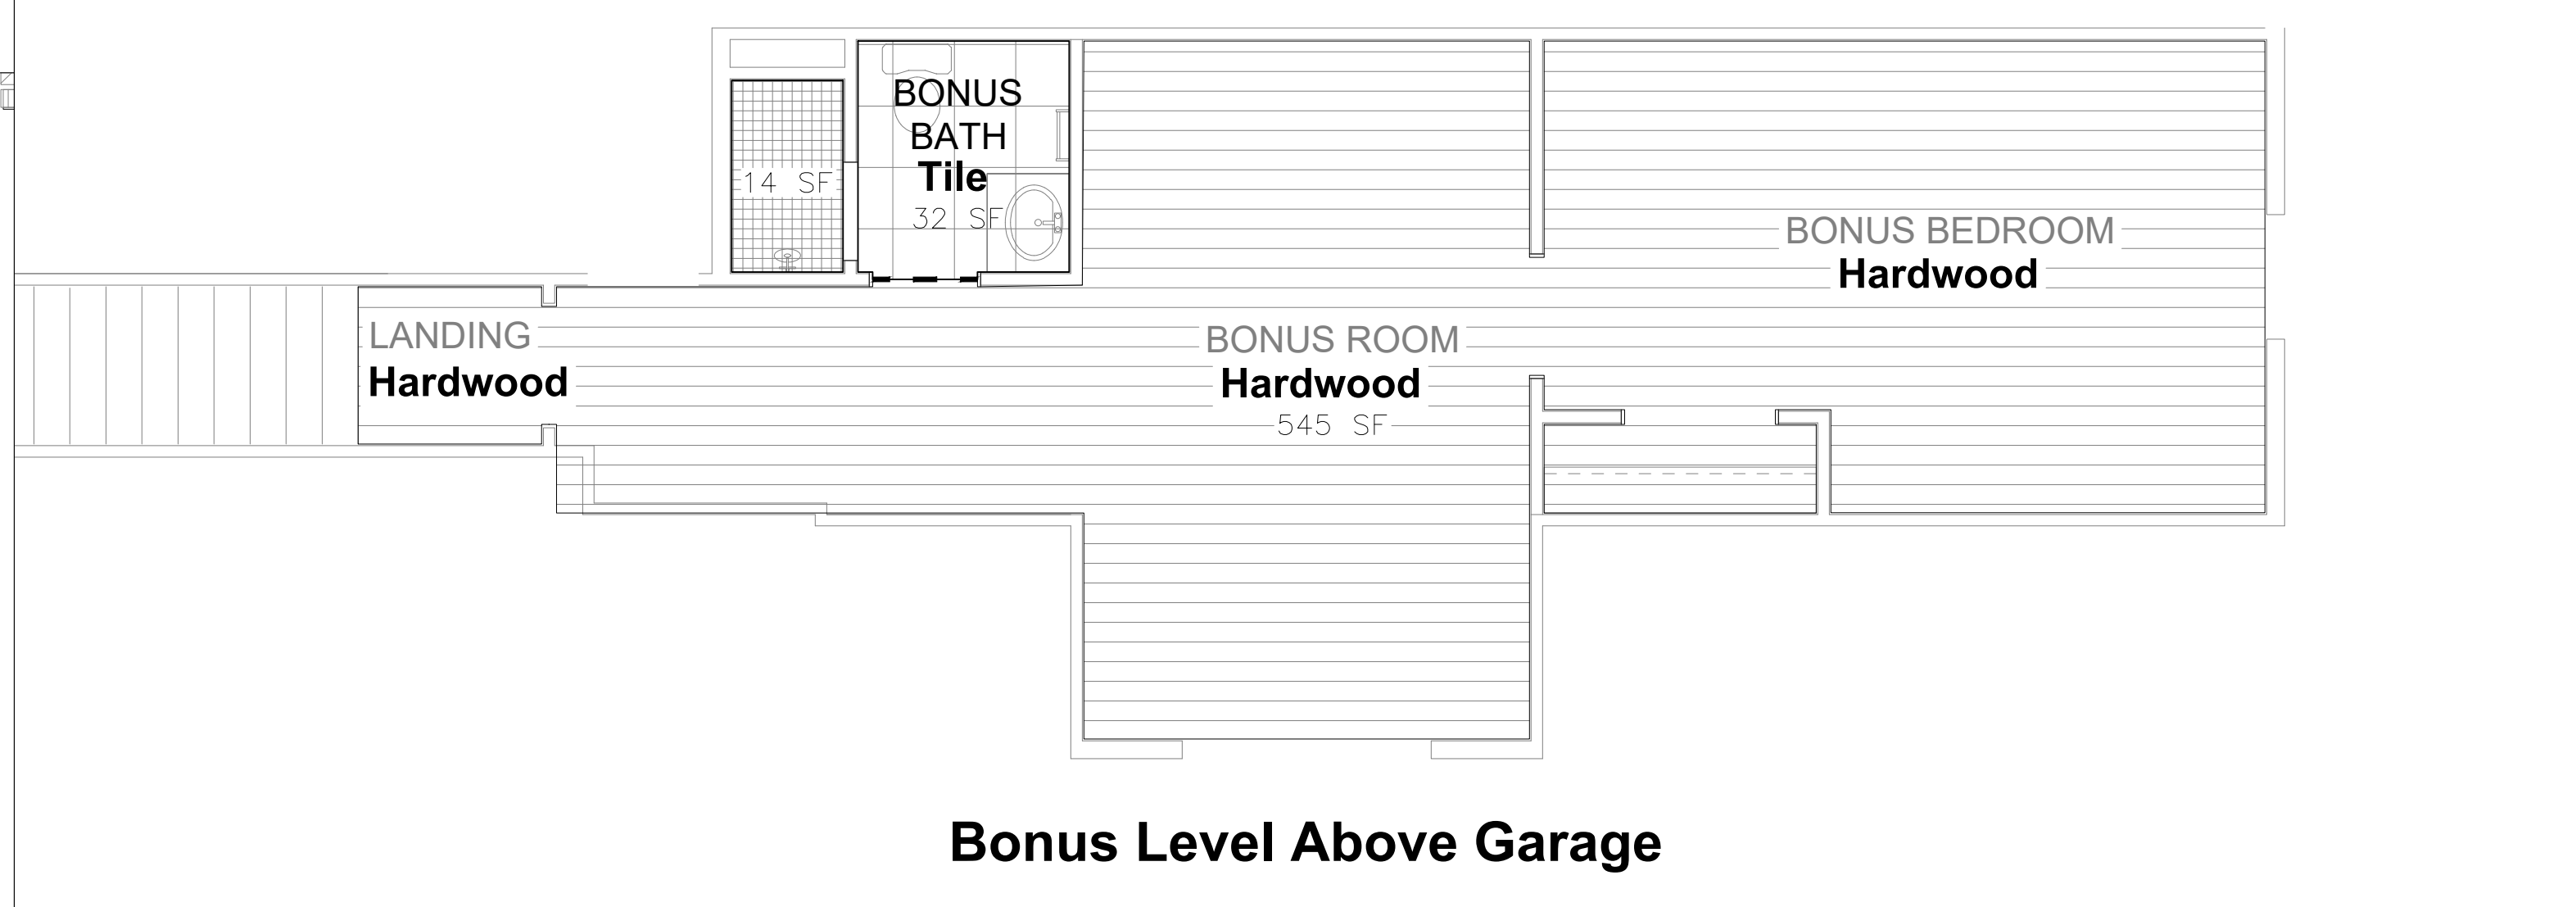 BONUS
BATH
Tile
14 SF
32 SF
BONUS BEDROOM
Hardwood
LANDING
Hardwood
BONUS ROOM
Hardwood
545 SF
Bonus Level Above Garage